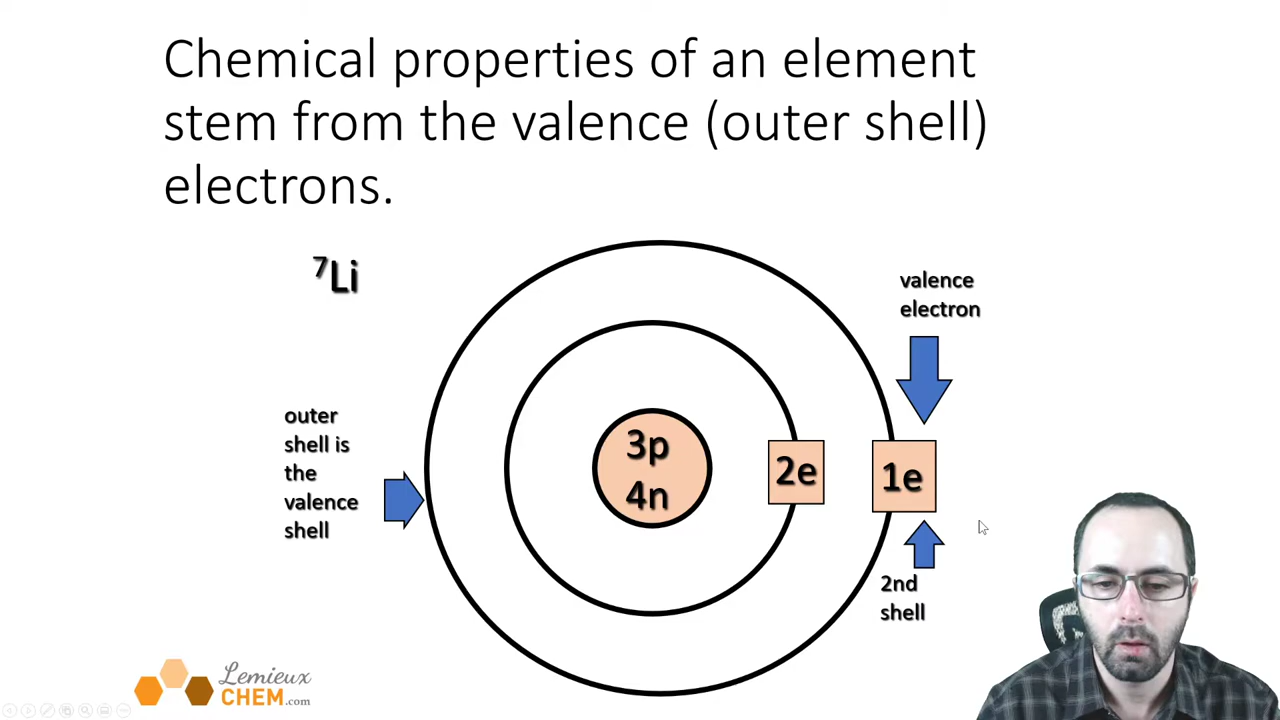 Chemical properties of an element
stem from the valence (outer shell)
electrons.
⁷Li
valence
electron
outer
shell is
the
valence
shell
3p
4n
2e
1e
2nd
shell
Lemieux
CHEM.com